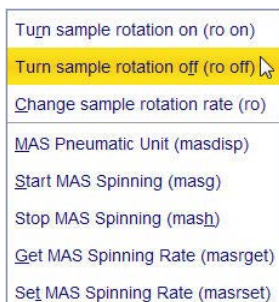 Turn sample rotation on (ro on)
Turn sample rotation off (ro off)
Change sample rotation rate (ro)
MAS Pneumatic Unit (masdisp)
Start MAS Spinning (masg)
Stop MAS Spinning (mash)
Get MAS Spinning Rate (masrget)
Set MAS Spinning Rate (masrset)